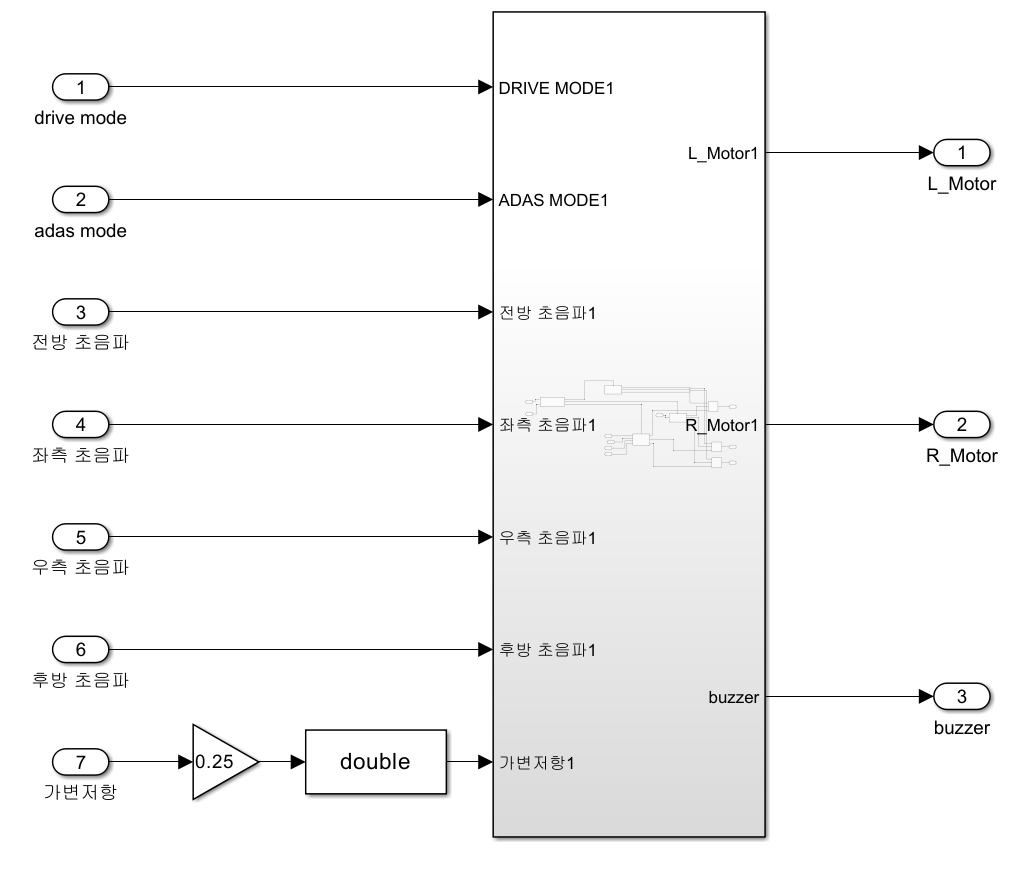 1
drive mode
DRIVE MODE1
L_Motor1
1
L_Motor
2
adas mode
ADAS MODE1
3
전방 초음파
전방 초음파1
4
좌측 초음파
좌측 초음파1
R_Motor1
2
R_Motor
5
우측 초음파
우측 초음파1
6
후방 초음파
후방 초음파1
buzzer
3
buzzer
7
가변저항
0.25
double
가변저항1